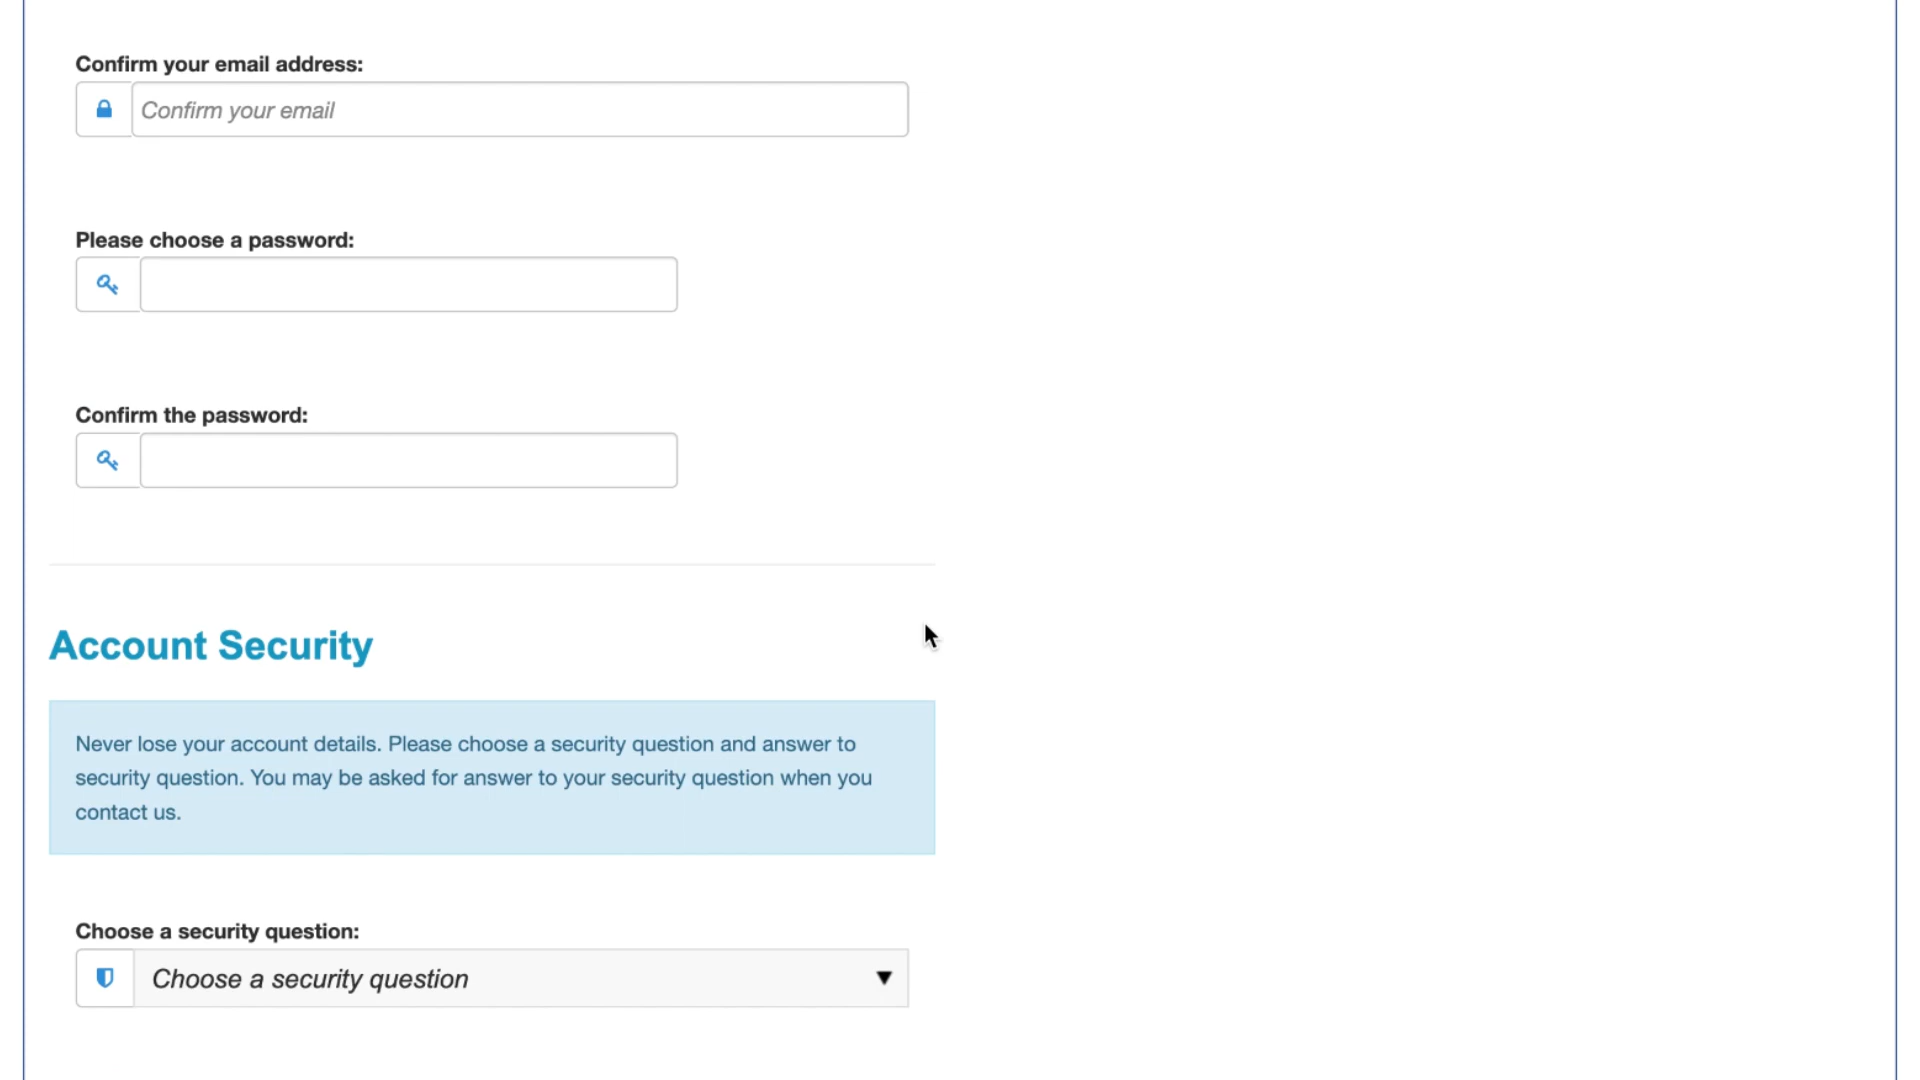 Confirm your email address:
Confirm your email
Please choose a password:
Confirm the password:
Account Security
Never lose your account details. Please choose a security question and answer to
security question. You may be asked for answer to your security question when you
contact us.
Choose a security question:
Choose a security question